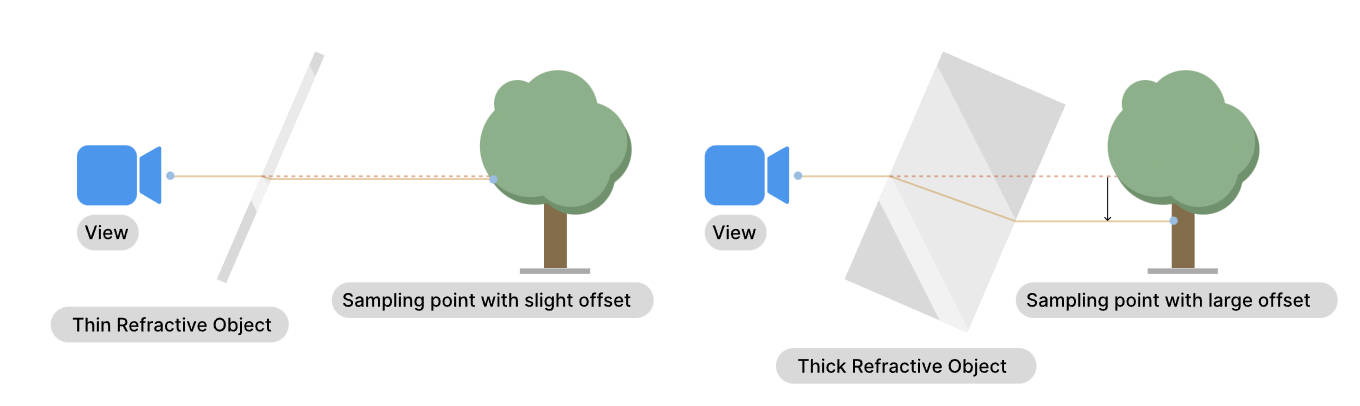 View
Thin Refractive Object
Sampling point with slight offset
View
Thick Refractive Object
Sampling point with large offset